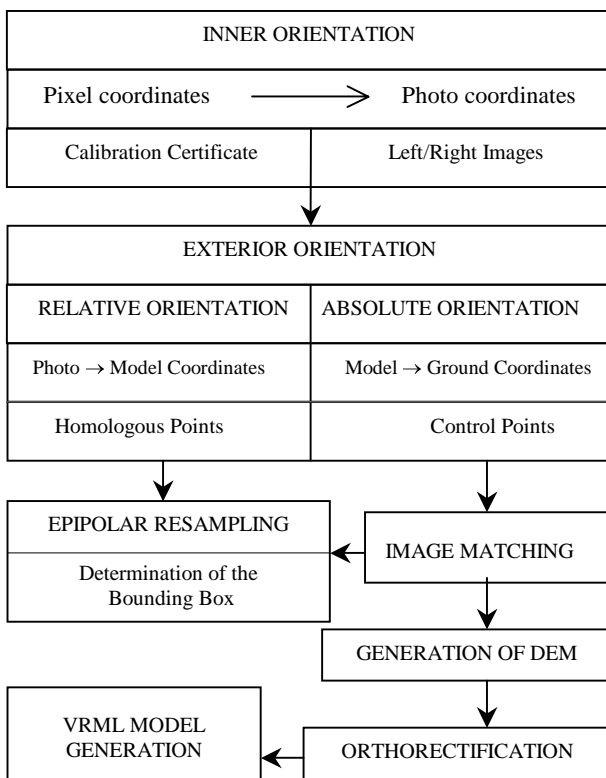 INNER ORIENTATION
Pixel coordinates → Photo coordinates
Calibration Certificate Left/Right Images
EXTERIOR ORIENTATION
RELATIVE ORIENTATION ABSOLUTE ORIENTATION
Photo → Model Coordinates Model → Ground Coordinates
Homologous Points Control Points
EPIPOLAR RESAMPLING
Determination of the
Bounding Box
IMAGE MATCHING
GENERATION OF DEM
VRML MODEL
GENERATION
ORTHORECTIFICATION